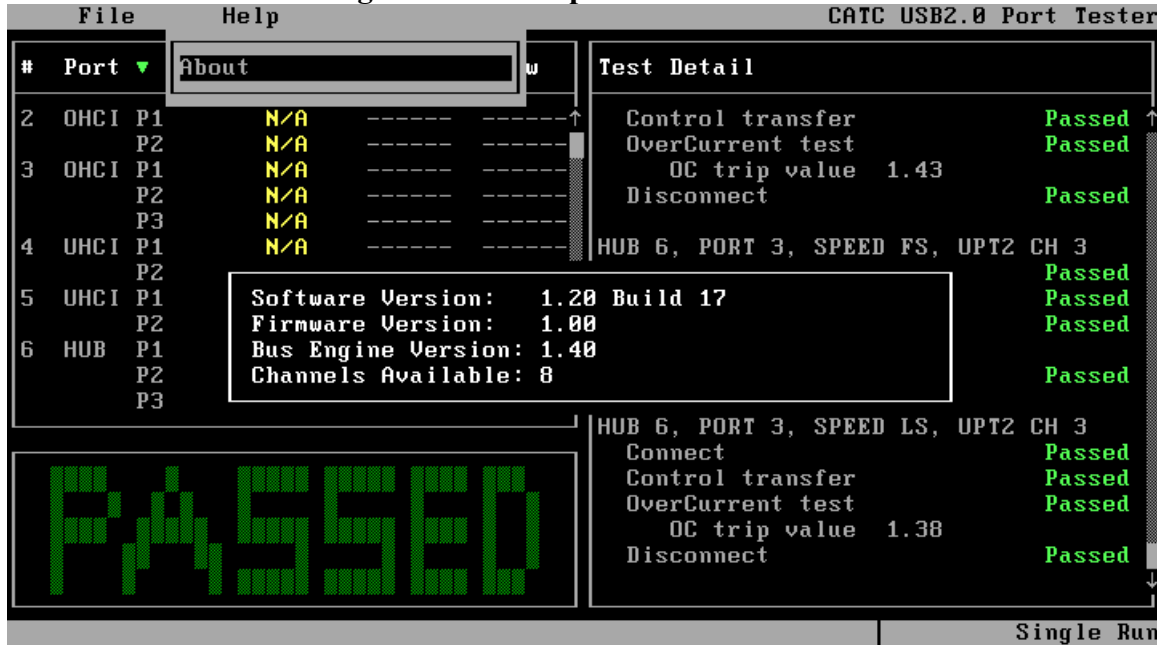 File Help CATC USB2.0 Port Tester
About
# Port ▼ w
2 OHCI P1 N/A ------ ------↑
P2 N/A ------ ------
3 OHCI P1 N/A ------ ------
P2 N/A ------ ------
P3 N/A ------ ------
4 UHCI P1 N/A ------ ------
P2
5 UHCI P1
P2
6 HUB P1
P2
P3
Software Version: 1.20 Build 17
Firmware Version: 1.00
Bus Engine Version: 1.40
Channels Available: 8
PASSED
Test Detail
Control transfer Passed ↑
OverCurrent test Passed
OC trip value 1.43
Disconnect Passed
HUB 6, PORT 3, SPEED FS, UPT2 CH 3
Passed
Passed
Passed
Passed
HUB 6, PORT 3, SPEED LS, UPT2 CH 3
Connect Passed
Control transfer Passed
OverCurrent test Passed
OC trip value 1.38
Disconnect Passed
↓
Single Run